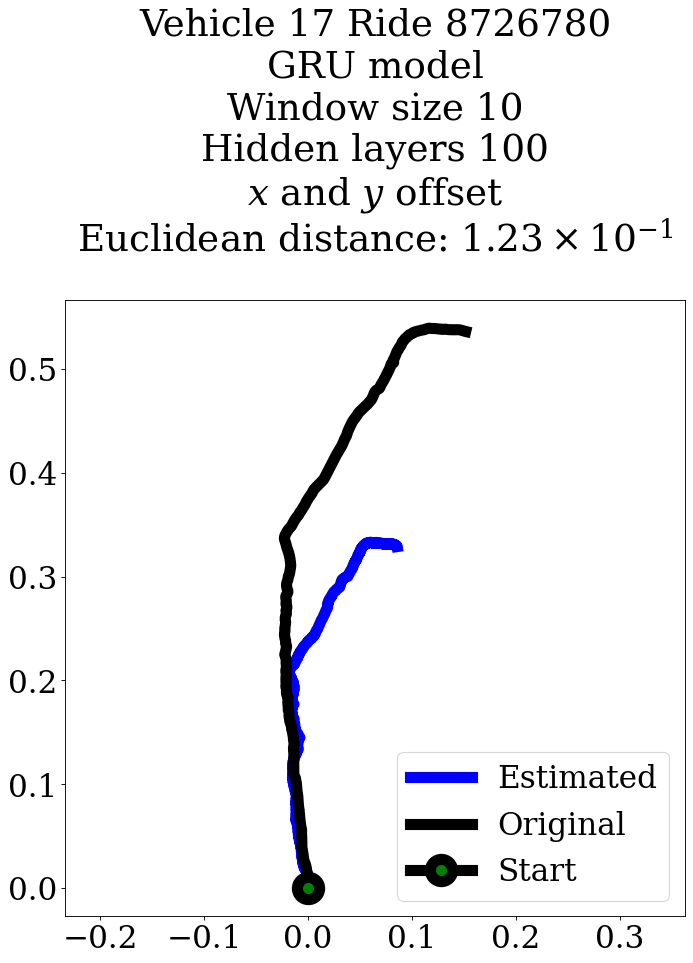 Vehicle 17 Ride 8726780
GRU model
Window size 10
Hidden layers 100
x and y offset
Euclidean distance: 1.23 × 10⁻¹
0.5
0.4
0.3
0.2
0.1
0.0
Estimated
Original
Start
−0.2 −0.1 0.0 0.1 0.2 0.3